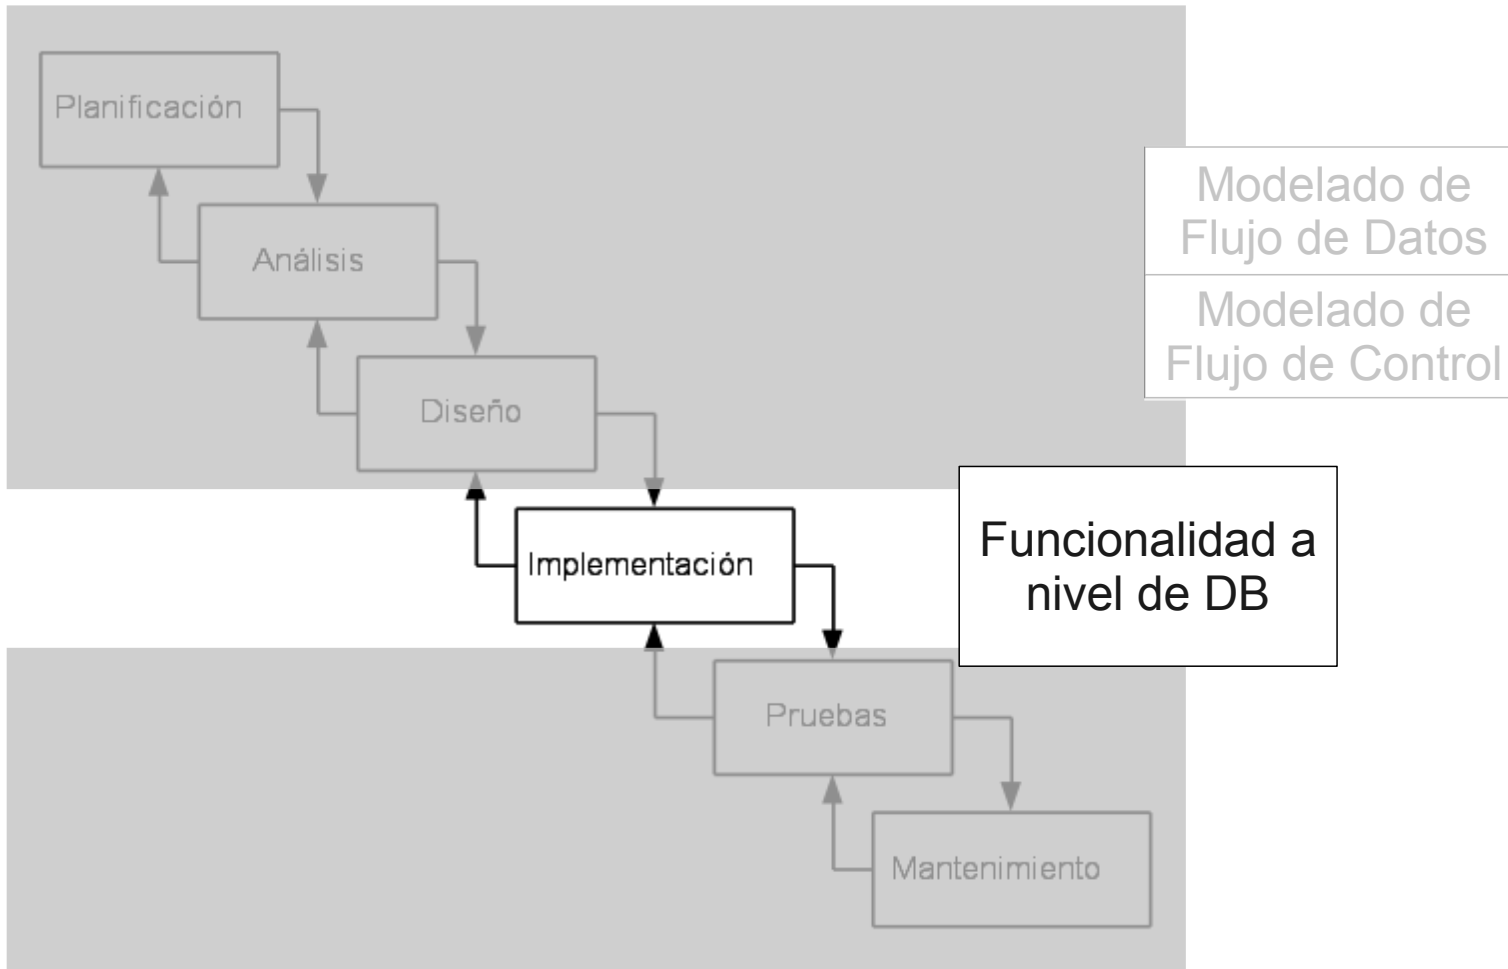 Planificación
Análisis
Diseño
Implementación
Pruebas
Mantenimiento
Modelado de
Flujo de Datos
Modelado de
Flujo de Control
Funcionalidad a
nivel de DB